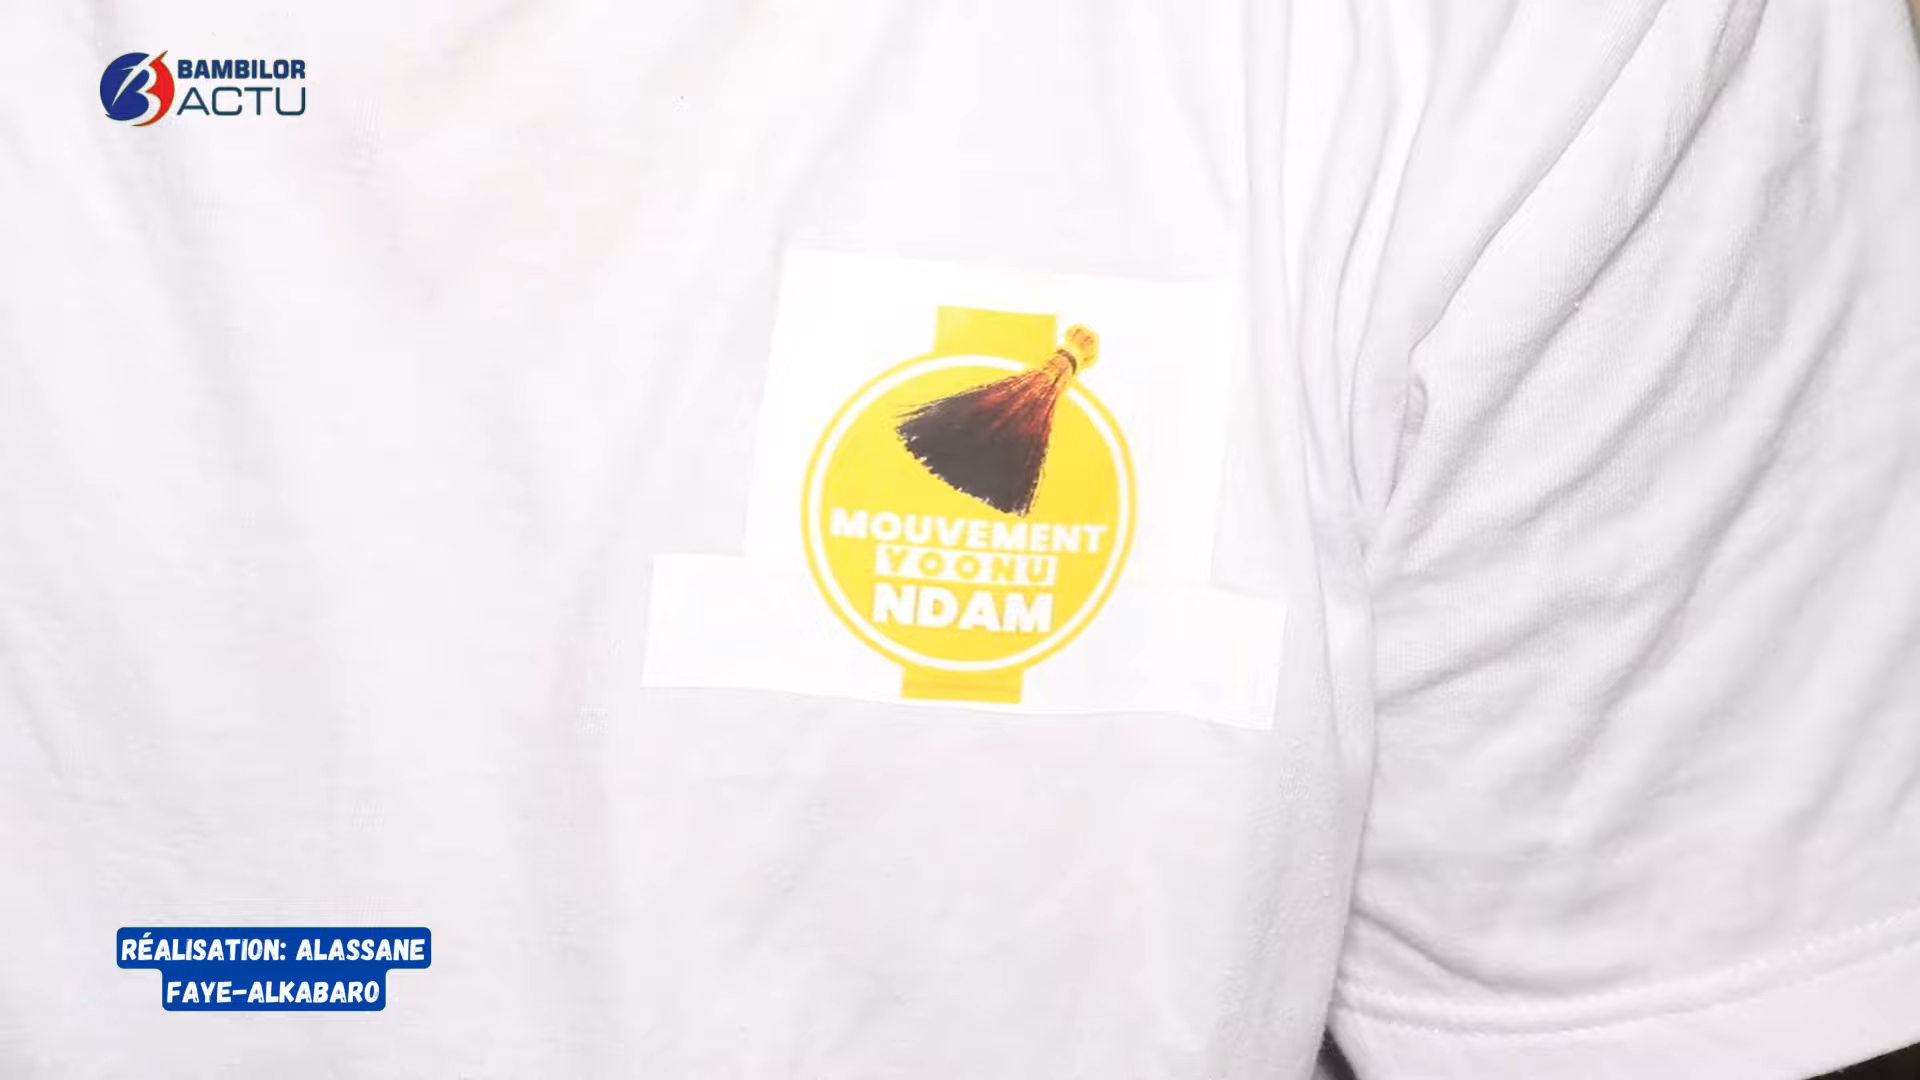 BAMBILOR
ACTU
MOUVEMENT
YOONU
NDAM
RÉALISATION: ALASSANE
FAYE-ALKABARO